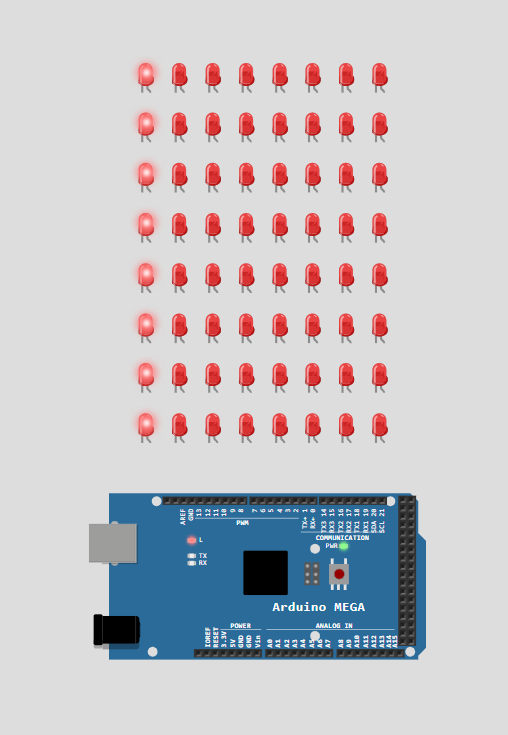 AREF
GND
13
12
11
10
9
8
7
6
5
4
3
2
TX→ 1
RX← 0
TX3 14
RX3 15
TX2 16
RX2 17
TX1 18
RX1 19
SDA 20
SCL 21
PWM
COMMUNICATION
L
PWR
TX
RX
Arduino MEGA
POWER
ANALOG IN
IOREF
RESET
3.3V
5V
GND
GND
Vin
A0
A1
A2
A3
A4
A5
A6
A7
A8
A9
A10
A11
A12
A13
A14
A15